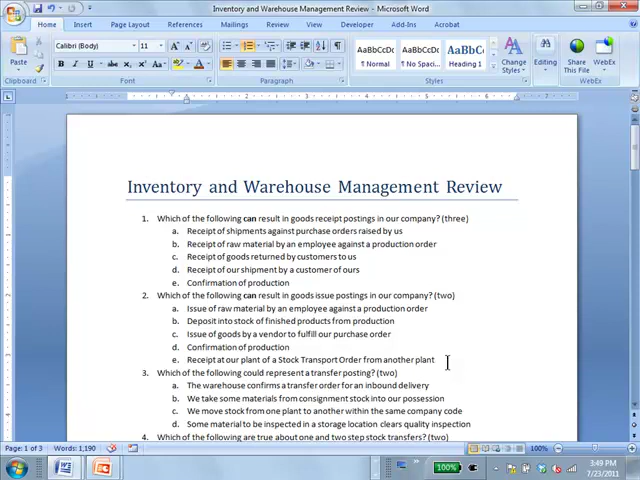 Inventory and Warehouse Management Review - Microsoft Word
Home Insert Page Layout References Mailings Review View Developer Add-Ins Acrobat
Calibri (Body) 11
AaBbCcDc AaBbCcDc AaBbCc
Paste ¶ Normal ¶ No Spaci... Heading 1 Change Styles Editing Share This File WebEx
Clipboard Font Paragraph Styles WebEx
Inventory and Warehouse Management Review
1. Which of the following can result in goods receipt postings in our company? (three)
a. Receipt of shipments against purchase orders raised by us
b. Receipt of raw material by an employee against a production order
c. Receipt of goods returned by customers to us
d. Receipt of our shipment by a customer of ours
e. Confirmation of production
2. Which of the following can result in goods issue postings in our company? (two)
a. Issue of raw material by an employee against a production order
b. Deposit into stock of finished products from production
c. Issue of goods by a vendor to fulfill our purchase order
d. Confirmation of production
e. Receipt at our plant of a Stock Transport Order from another plant
3. Which of the following could represent a transfer posting? (two)
a. The warehouse confirms a transfer order for an inbound delivery
b. We take some materials from consignment stock into our possession
c. We move stock from one plant to another within the same company code
d. Some material to be inspected in a storage location clears quality inspection
4. Which of the following are true about one and two step stock transfers? (two)
Page: 1 of 3 Words: 1,190 100%
100% 3:49 PM
7/23/2011